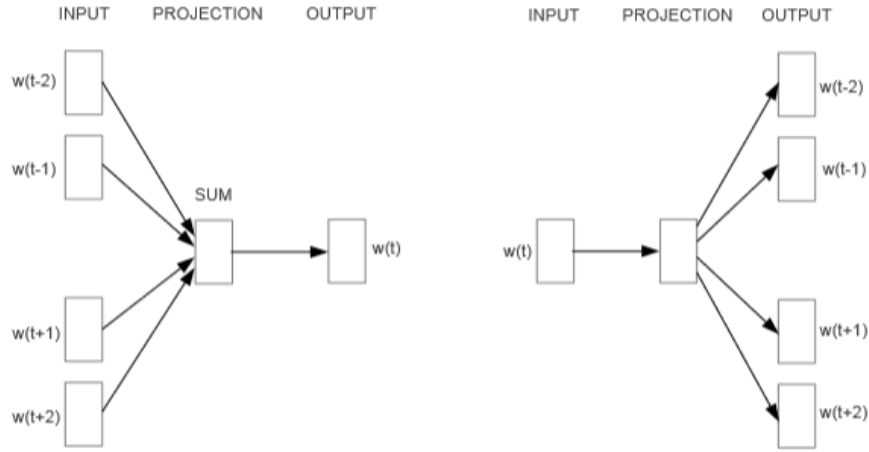 INPUT PROJECTION OUTPUT
w(t-2)
w(t-1)
SUM
w(t)
w(t+1)
w(t+2)
INPUT PROJECTION OUTPUT
w(t-2)
w(t-1)
w(t)
w(t+1)
w(t+2)